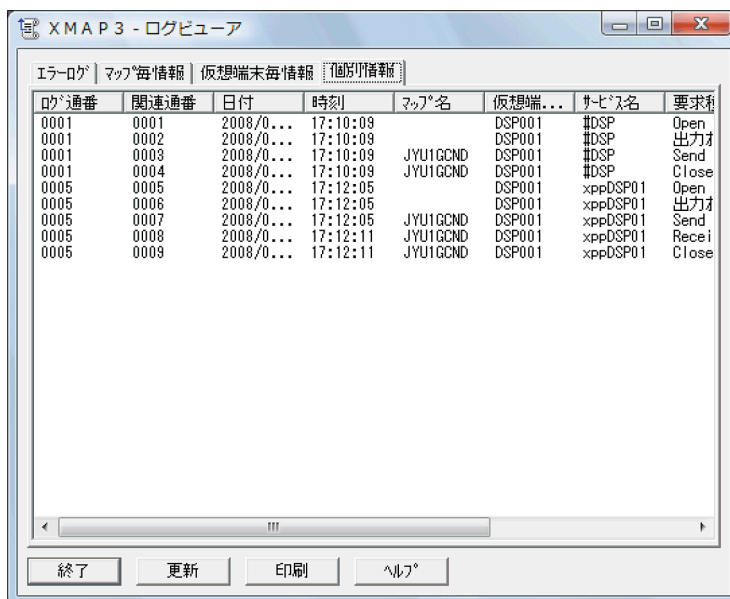 XMAP3 - ログビューア
エラーログ マップ毎情報 仮想端末毎情報 個別情報
ログ通番 関連通番 日付 時刻 マップ名 仮想端... サービス名 要求種
0001 0001 2008/0... 17:10:09 DSP001 #DSP Open
0001 0002 2008/0... 17:10:09 DSP001 #DSP 出力オ
0001 0003 2008/0... 17:10:09 JYU1GCND DSP001 #DSP Send
0001 0004 2008/0... 17:10:09 JYU1GCND DSP001 #DSP Close
0005 0005 2008/0... 17:12:05 DSP001 xppDSP01 Open
0005 0006 2008/0... 17:12:05 DSP001 xppDSP01 出力オ
0005 0007 2008/0... 17:12:05 JYU1GCND DSP001 xppDSP01 Send
0005 0008 2008/0... 17:12:11 JYU1GCND DSP001 xppDSP01 Recei
0005 0009 2008/0... 17:12:11 JYU1GCND DSP001 xppDSP01 Close
終了 更新 印刷 ヘルプ